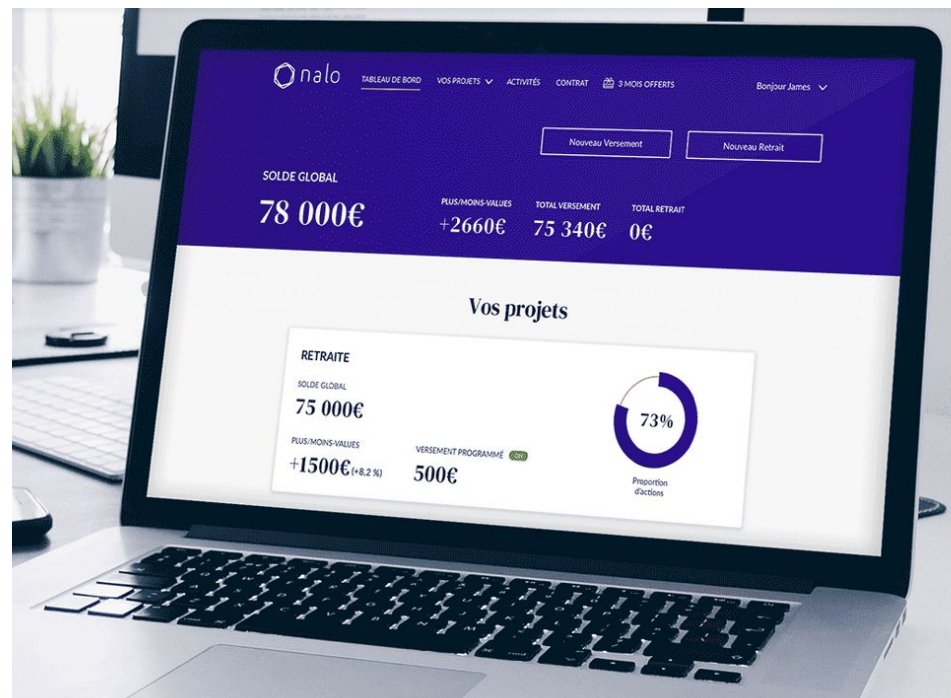 nalo
TABLEAU DE BORD VOS PROJETS ACTIVITÉS CONTRAT 3 MOIS OFFERTS Bonjour James
Nouveau Versement Nouveau Retrait
SOLDE GLOBAL
78 000€
PLUS/MOINS-VALUES
+2660€
TOTAL VERSEMENT
75 340€
TOTAL RETRAIT
0€
Vos projets
RETRAITE
SOLDE GLOBAL
75 000€
PLUS/MOINS-VALUES
+1500€ (+8,2 %)
VERSEMENT PROGRAMMÉ ON
500€
73%
Proportion
d'actions